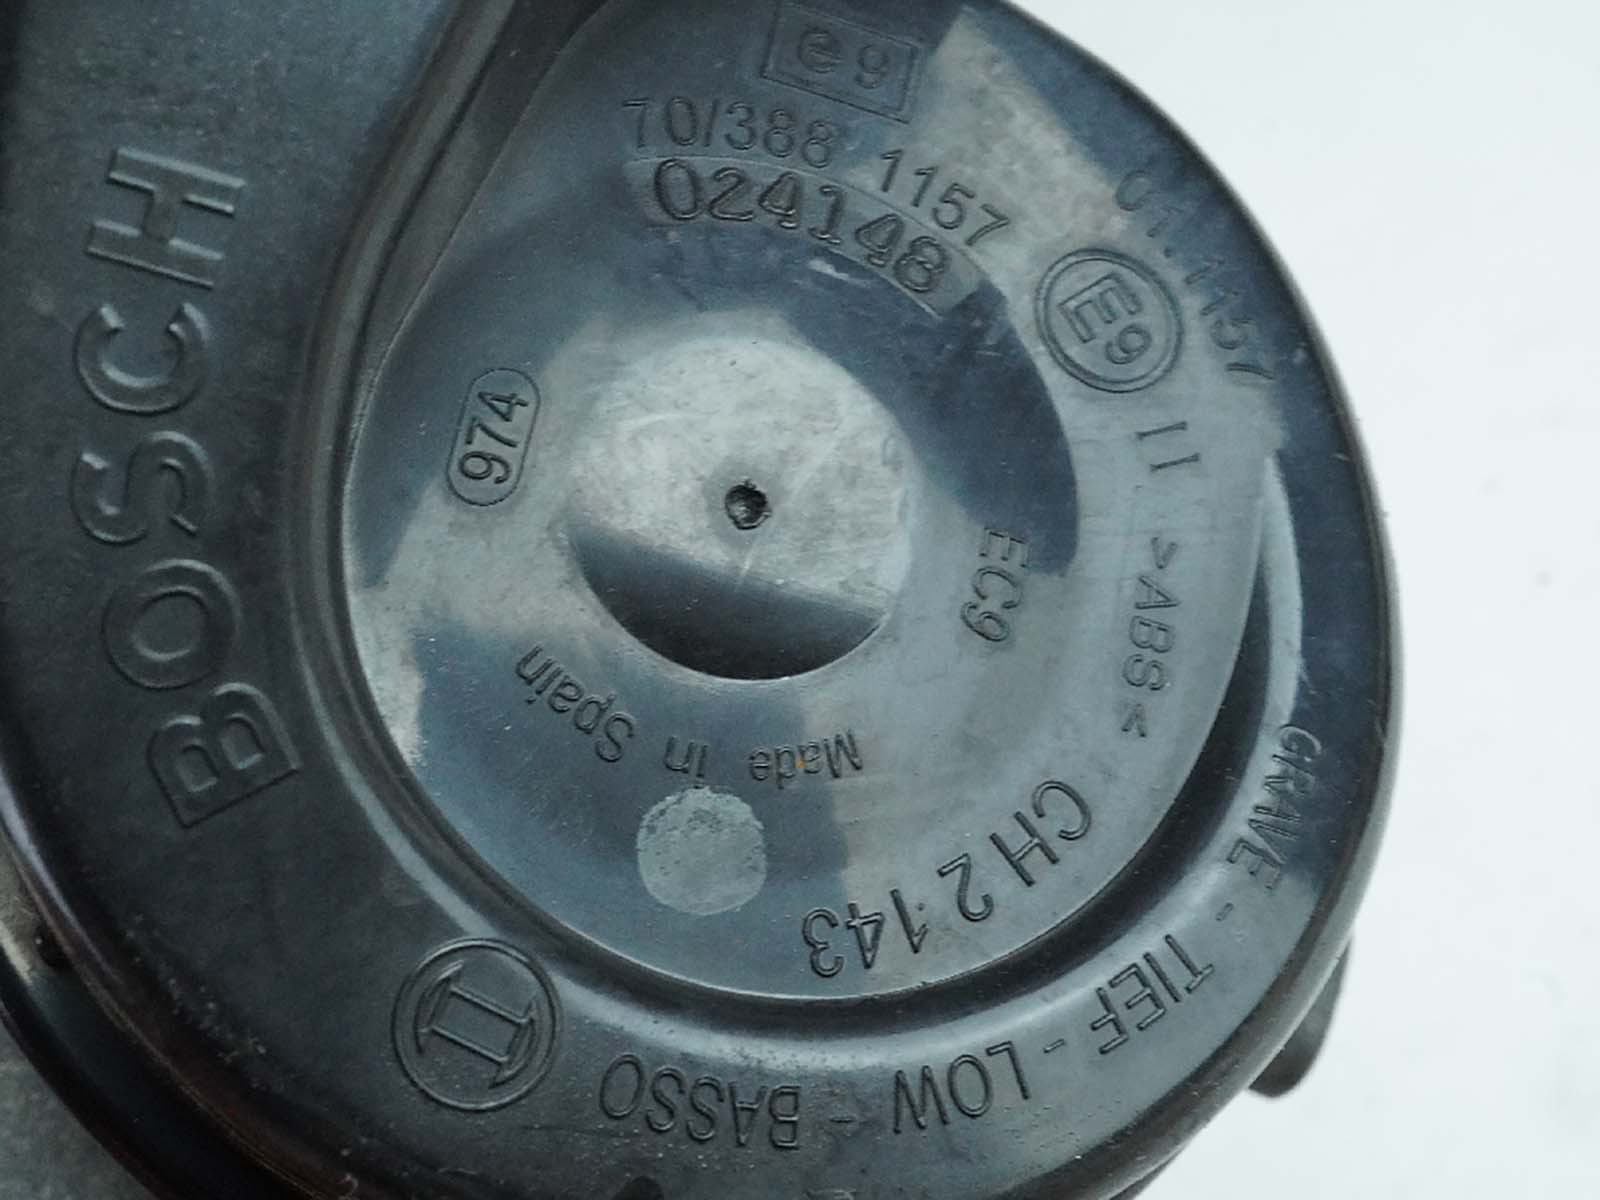 BOSCH
e9
70/388 1157
024148
01.1157
E9
II >ABS<
974
EC9
Made in Spain
CH 2 143
GRAVE - TIEF - LOW - BASSO